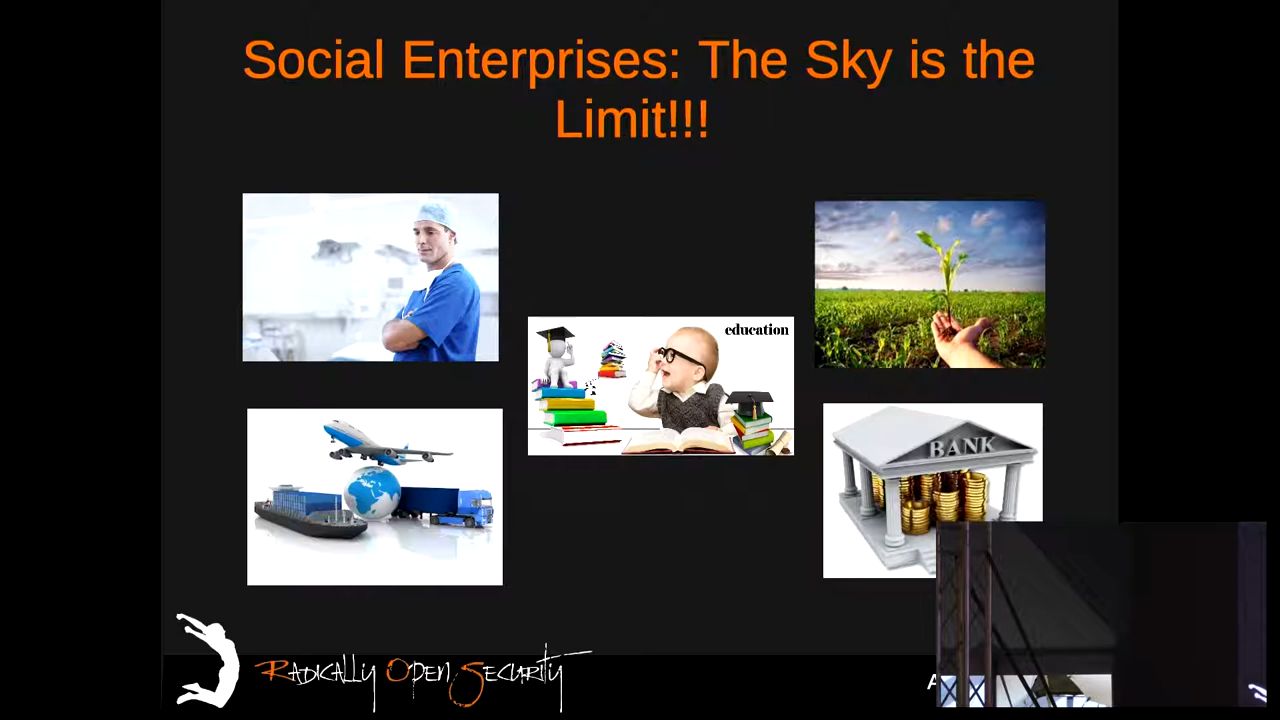 Social Enterprises: The Sky is the
Limit!!!
education
BANK
Radically Open Security